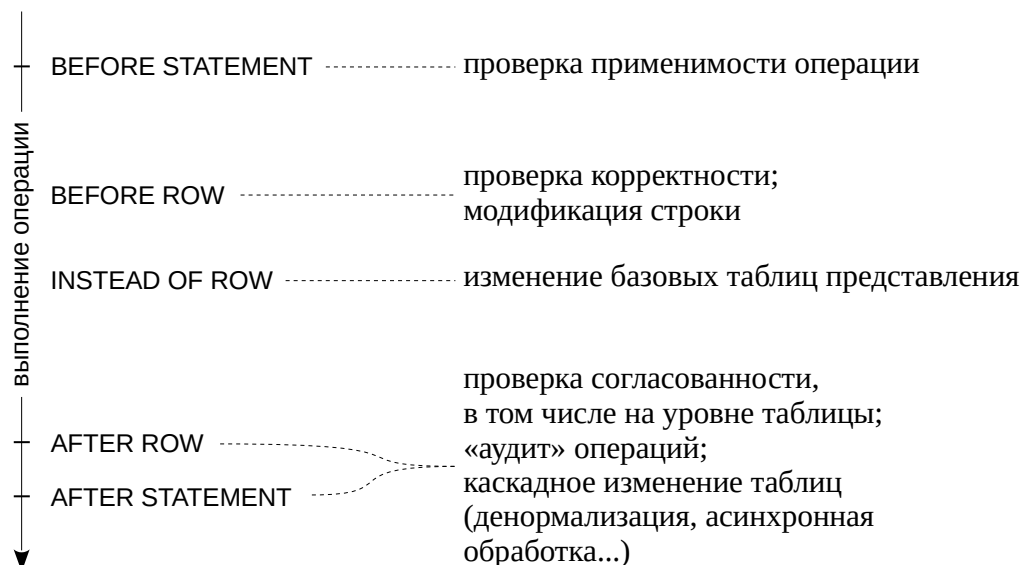 BEFORE STATEMENT
проверка применимости операции
выполнение операции
BEFORE ROW
проверка корректности;
модификация строки
INSTEAD OF ROW
изменение базовых таблиц представления
AFTER ROW
AFTER STATEMENT
проверка согласованности,
в том числе на уровне таблицы;
«аудит» операций;
каскадное изменение таблиц
(денормализация, асинхронная
обработка...)